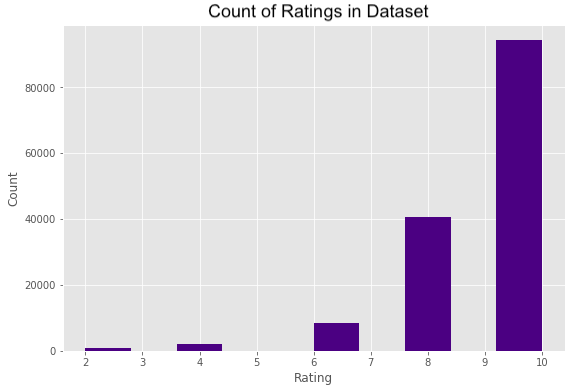 Count of Ratings in Dataset
80000
60000
40000
20000
0
Count
2 3 4 5 6 7 8 9 10
Rating